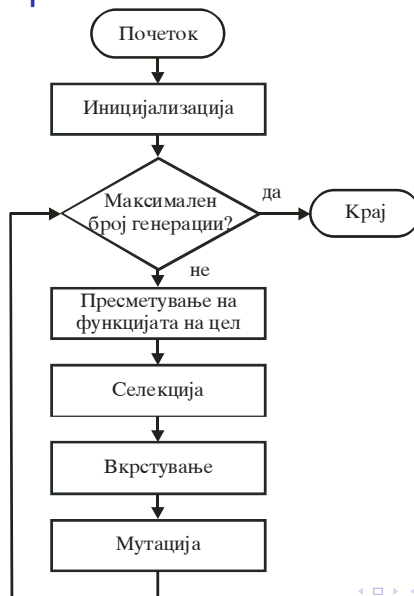 Почеток
Иницијализација
Максимален
број генерации?
да
Крај
не
Пресметување на
функцијата на цел
Селекција
Вкрстување
Мутација